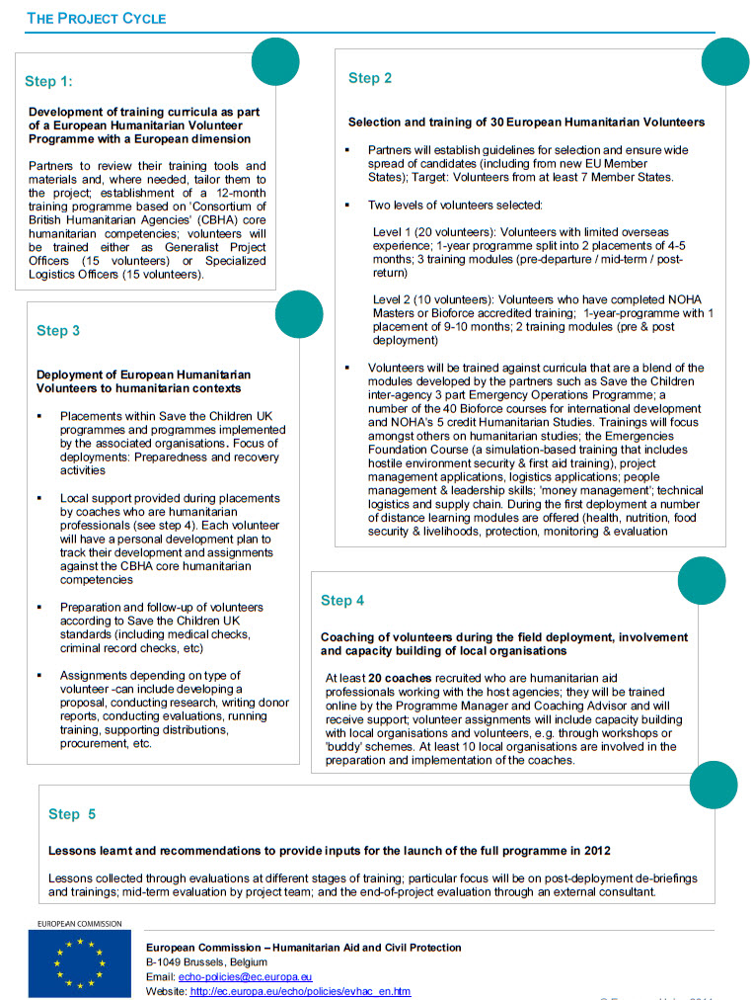 THE PROJECT CYCLE
Step 1:
Development of training curricula as part
of a European Humanitarian Volunteer
Programme with a European dimension
Partners to review their training tools and
materials and, where needed, tailor them to
the project; establishment of a 12-month
training programme based on 'Consortium of
British Humanitarian Agencies' (CBHA) core
humanitarian competencies; volunteers will
be trained either as Generalist Project
Officers (15 volunteers) or Specialized
Logistics Officers (15 volunteers).
Step 2
Selection and training of 30 European Humanitarian Volunteers
▪ Partners will establish guidelines for selection and ensure wide
spread of candidates (including from new EU Member
States); Target: Volunteers from at least 7 Member States.
▪ Two levels of volunteers selected:
Level 1 (20 volunteers): Volunteers with limited overseas
experience; 1-year programme split into 2 placements of 4-5
months; 3 training modules (pre-departure / mid-term / post-
return)
Level 2 (10 volunteers): Volunteers who have completed NOHA
Masters or Bioforce accredited training; 1-year-programme with 1
placement of 9-10 months; 2 training modules (pre & post
deployment)
▪ Volunteers will be trained against curricula that are a blend of the
modules developed by the partners such as Save the Children
inter-agency 3 part Emergency Operations Programme; a
number of the 40 Bioforce courses for international development
and NOHA's 5 credit Humanitarian Studies. Trainings will focus
amongst others on humanitarian studies; the Emergencies
Foundation Course (a simulation-based training that includes
hostile environment security & first aid training), project
management applications, logistics applications; people
management & leadership skills; 'money management'; technical
logistics and supply chain. During the first deployment a number
of distance learning modules are offered (health, nutrition, food
security & livelihoods, protection, monitoring & evaluation
Step 3
Deployment of European Humanitarian
Volunteers to humanitarian contexts
▪ Placements within Save the Children UK
programmes and programmes implemented
by the associated organisations. Focus of
deployments: Preparedness and recovery
activities
▪ Local support provided during placements
by coaches who are humanitarian
professionals (see step 4). Each volunteer
will have a personal development plan to
track their development and assignments
against the CBHA core humanitarian
competencies
▪ Preparation and follow-up of volunteers
according to Save the Children UK
standards (including medical checks,
criminal record checks, etc)
▪ Assignments depending on type of
volunteer -can include developing a
proposal, conducting research, writing donor
reports, conducting evaluations, running
training, supporting distributions,
procurement, etc.
Step 4
Coaching of volunteers during the field deployment, involvement
and capacity building of local organisations
At least 20 coaches recruited who are humanitarian aid
professionals working with the host agencies; they will be trained
online by the Programme Manager and Coaching Advisor and will
receive support; volunteer assignments will include capacity building
with local organisations and volunteers, e.g. through workshops or
'buddy' schemes. At least 10 local organisations are involved in the
preparation and implementation of the coaches.
Step 5
Lessons learnt and recommendations to provide inputs for the launch of the full programme in 2012
Lessons collected through evaluations at different stages of training; particular focus will be on post-deployment de-briefings
and trainings; mid-term evaluation by project team; and the end-of-project evaluation through an external consultant.
EUROPEAN COMMISSION
European Commission – Humanitarian Aid and Civil Protection
B-1049 Brussels, Belgium
Email: echo-policies@ec.europa.eu
Website: http://ec.europa.eu/echo/policies/evhac_en.htm